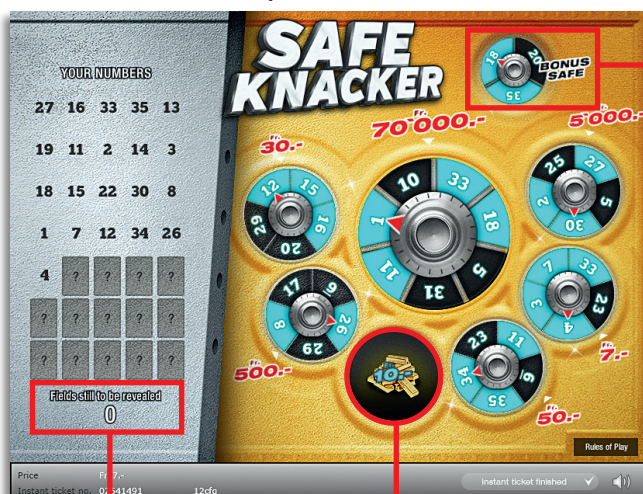 SAFE
KNACKER
BONUS
SAFE
18 20 35
YOUR NUMBERS
27 16 33 35 13
19 11 2 14 3
18 15 22 30 8
1 7 12 34 26
4 ? ? ? ?
? ? ? ? ?
? ? ? ? ?
Fields still to be revealed
0
Fr.
30.-
12 15 16 20 29
Fr.
70'000.-
10 33 18 5 31 11 1
Fr.
5'000.-
25 27 5 30 2
17 9 26 29 8
Fr.
500.-
Fr.
10.-
7 33 23 4 3
Fr.
7.-
23 11 6 35 34
Fr.
50.-
Rules of Play
Price Fr. 7.-
Instant ticket no. 02641491 12cfq
Instant ticket finished